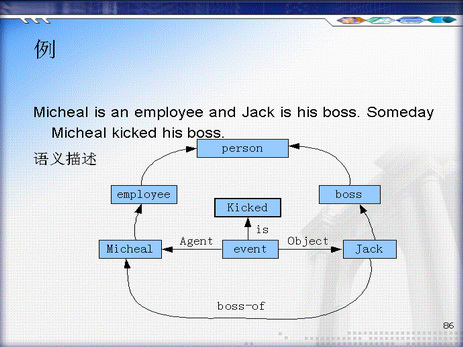 例
Micheal is an employee and Jack is his boss. Someday
Micheal kicked his boss.
语义描述
person
employee
boss
Kicked
is
Micheal
Agent
event
Object
Jack
boss-of
86